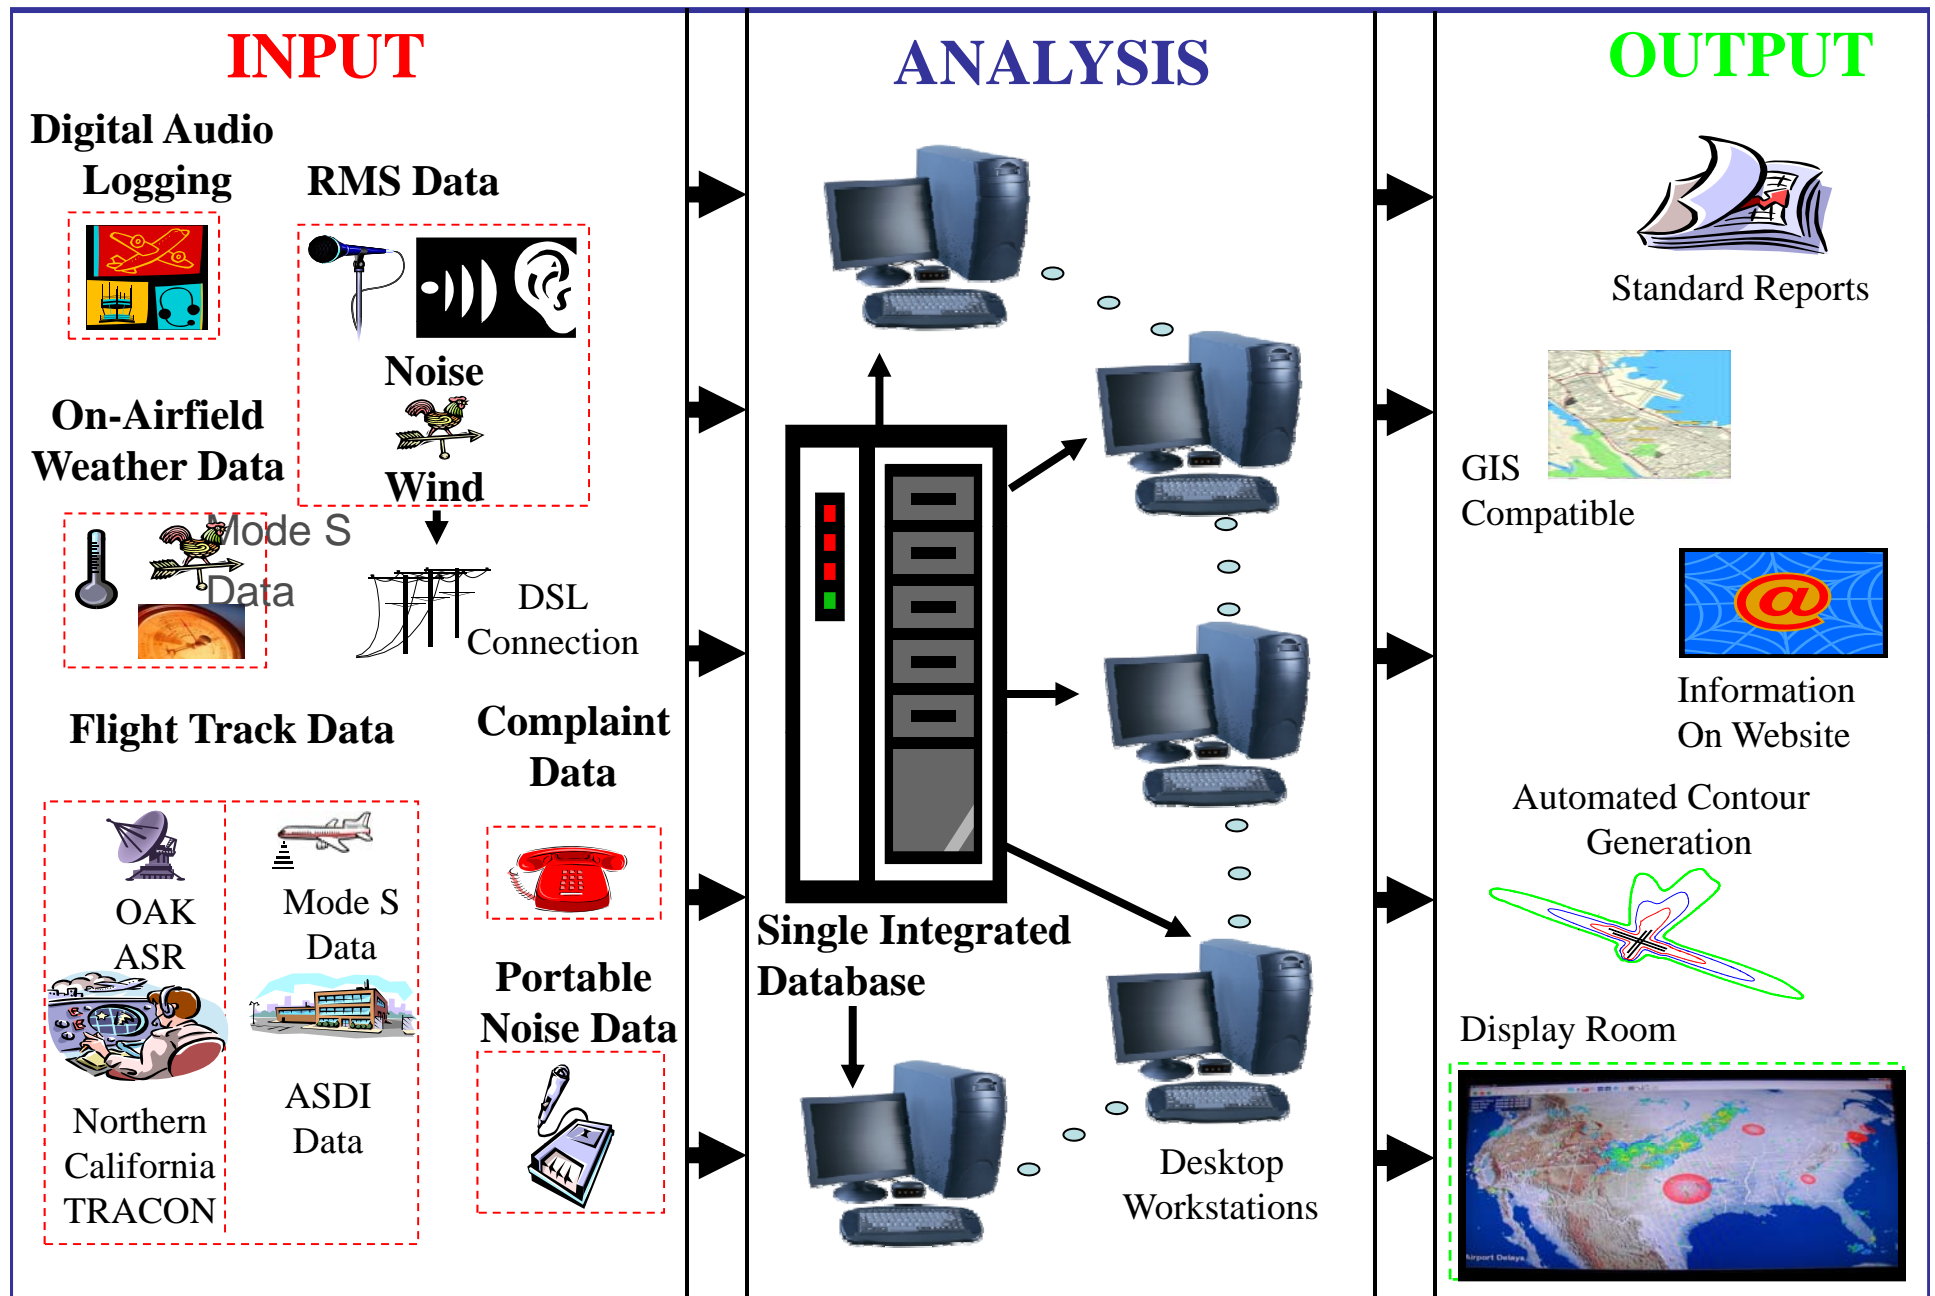 INPUT
Digital Audio
Logging
RMS Data
Noise
Wind
On-Airfield
Weather Data
Mode S
Data
DSL
Connection
Flight Track Data
Complaint
Data
OAK
ASR
Mode S
Data
Northern
California
TRACON
ASDI
Data
Portable
Noise Data
ANALYSIS
Single Integrated
Database
Desktop
Workstations
OUTPUT
Standard Reports
GIS
Compatible
@
Information
On Website
Automated Contour
Generation
Display Room
Airport Delays